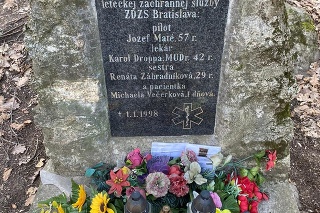 leteckej záchrannej služby
ZDZS Bratislava:
pilot
Jozef Maté, 57 r.
lekár
Karol Droppa, MUDr. 42 r.
sestra
Renáta Záhradníková, 29 r.
a pacientka
Michaela Večerková, 1 dňová.
† 1.1.1998